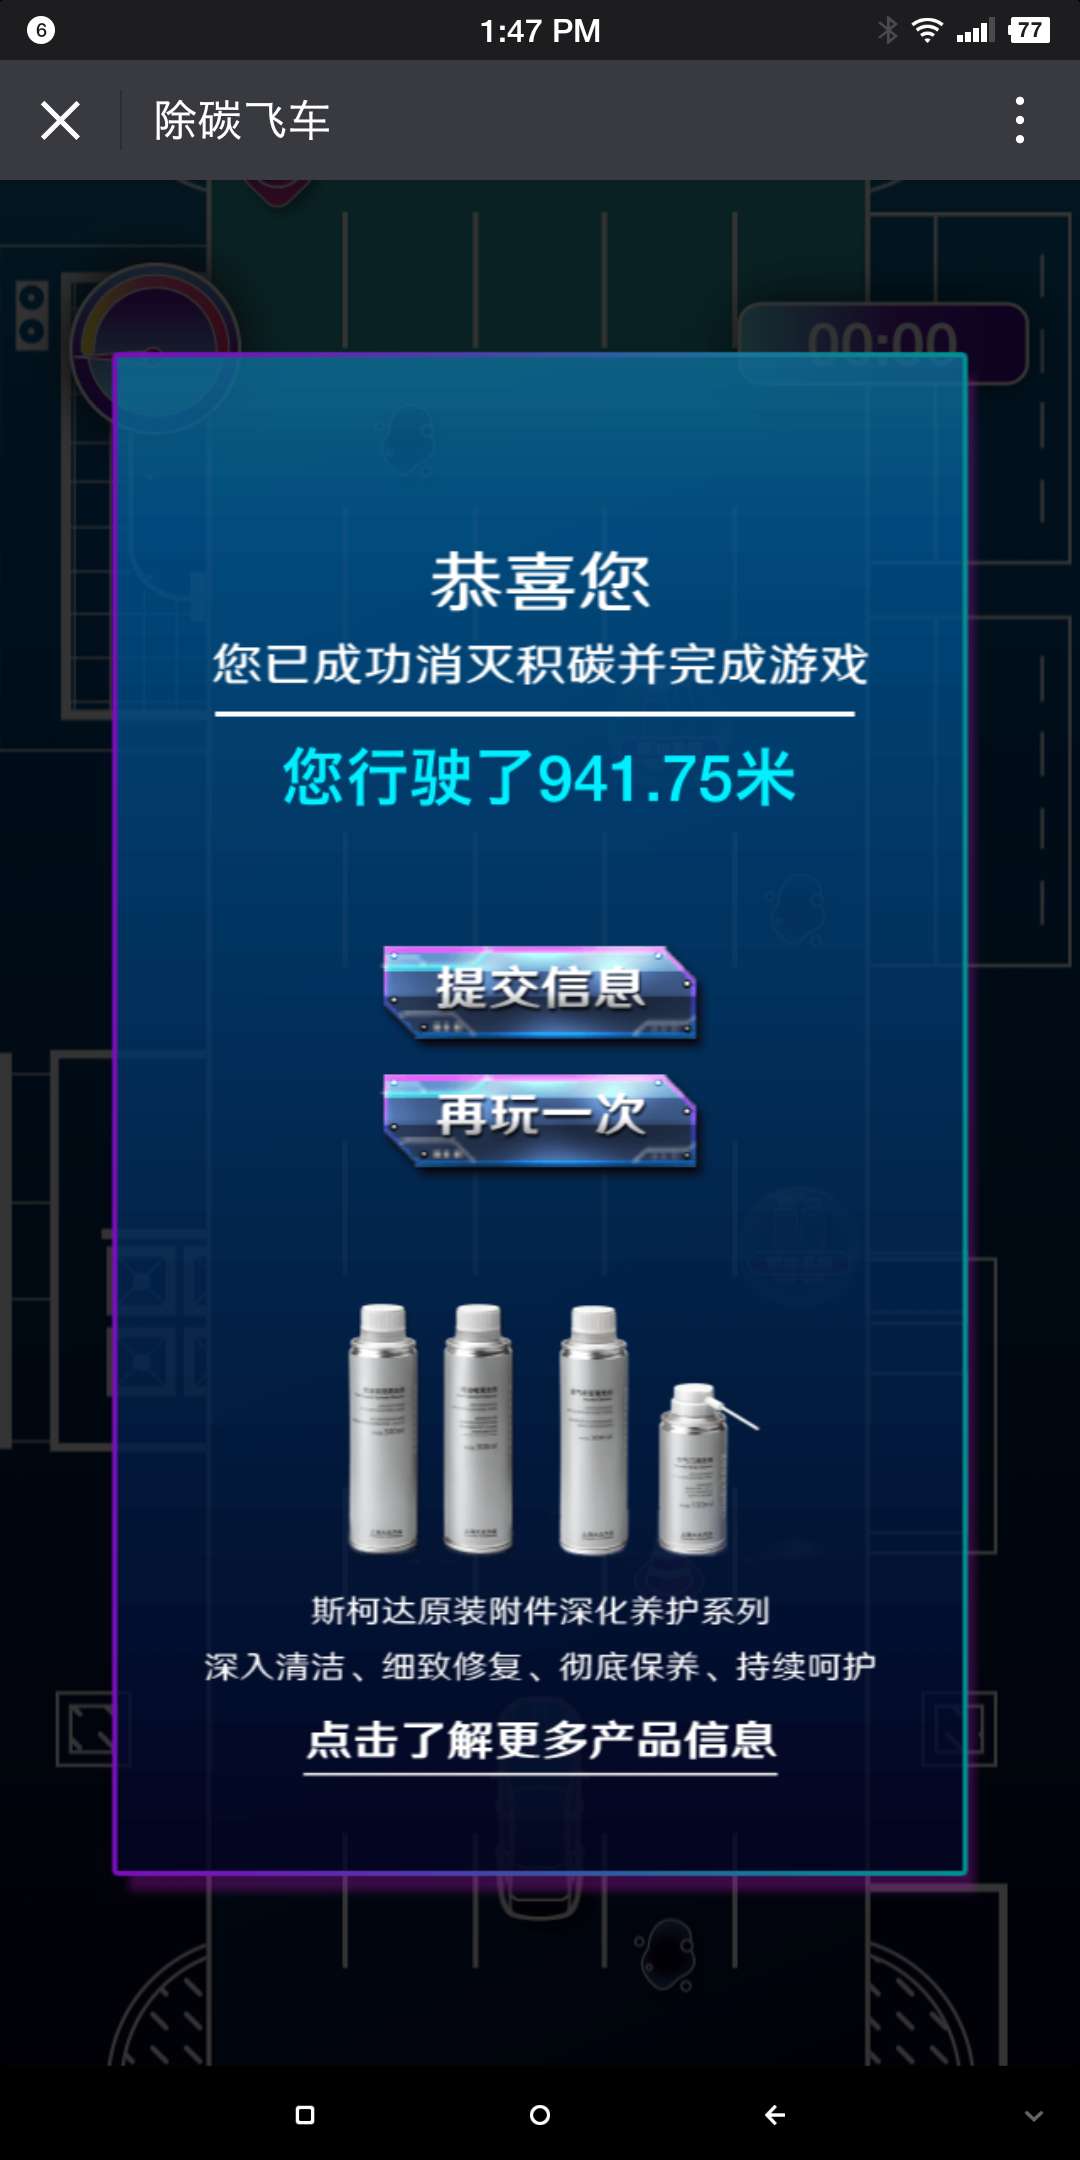 6
1:47 PM
77
除碳飞车
00:00
恭喜您
您已成功消灭积碳并完成游戏
您行驶了941.75米
提交信息
再玩一次
斯柯达原装附件深化养护系列
深入清洁、细致修复、彻底保养、持续呵护
点击了解更多产品信息